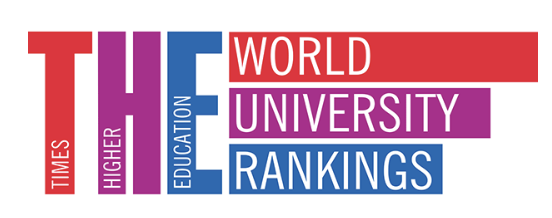 THE
TIMES
HIGHER
EDUCATION
WORLD
UNIVERSITY
RANKINGS